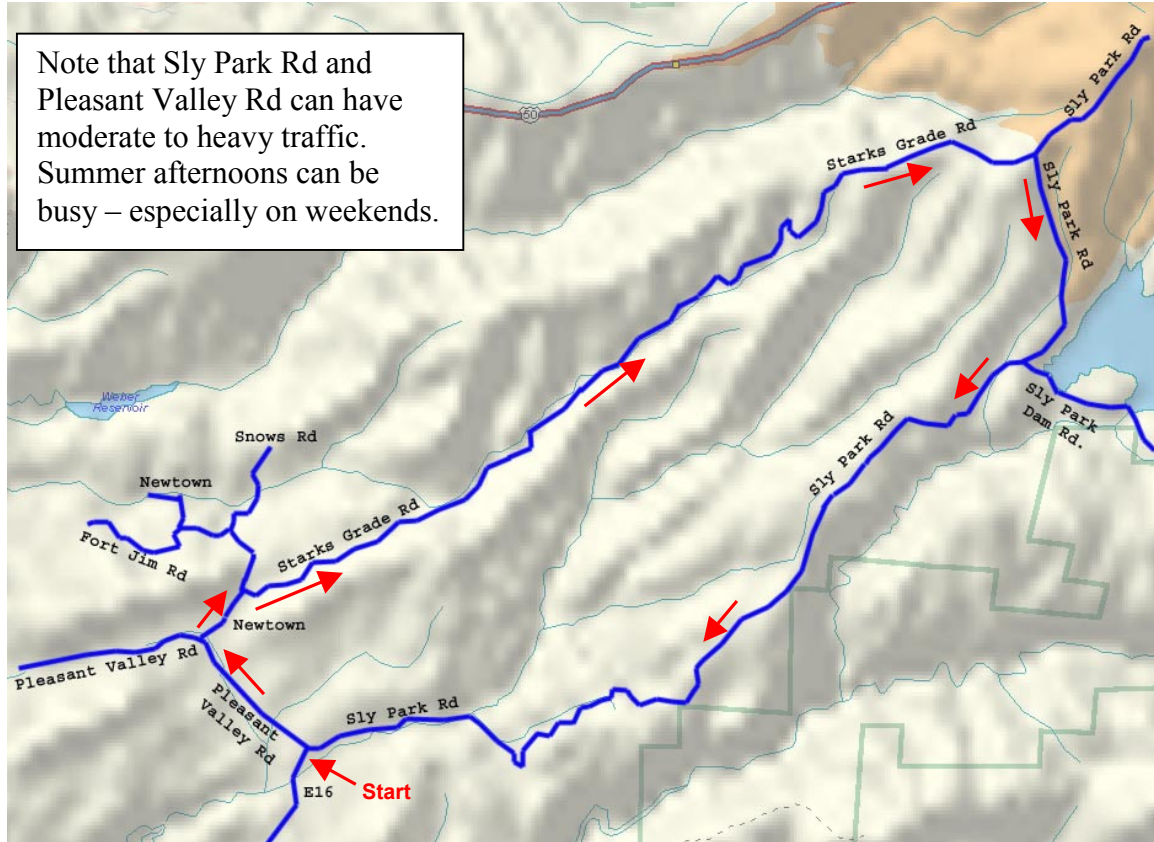 Note that Sly Park Rd and
Pleasant Valley Rd can have
moderate to heavy traffic.
Summer afternoons can be
busy – especially on weekends.
50
Sly Park Rd
Starks Grade Rd
Sly Park Rd
Weber
Reservoir
Snows Rd
Newtown
Fort Jim Rd
Sly Park
Dam Rd.
Sly Park Rd
Starks Grade Rd
Newtown
Pleasant Valley Rd
Pleasant
Valley Rd
Sly Park Rd
E16
Start